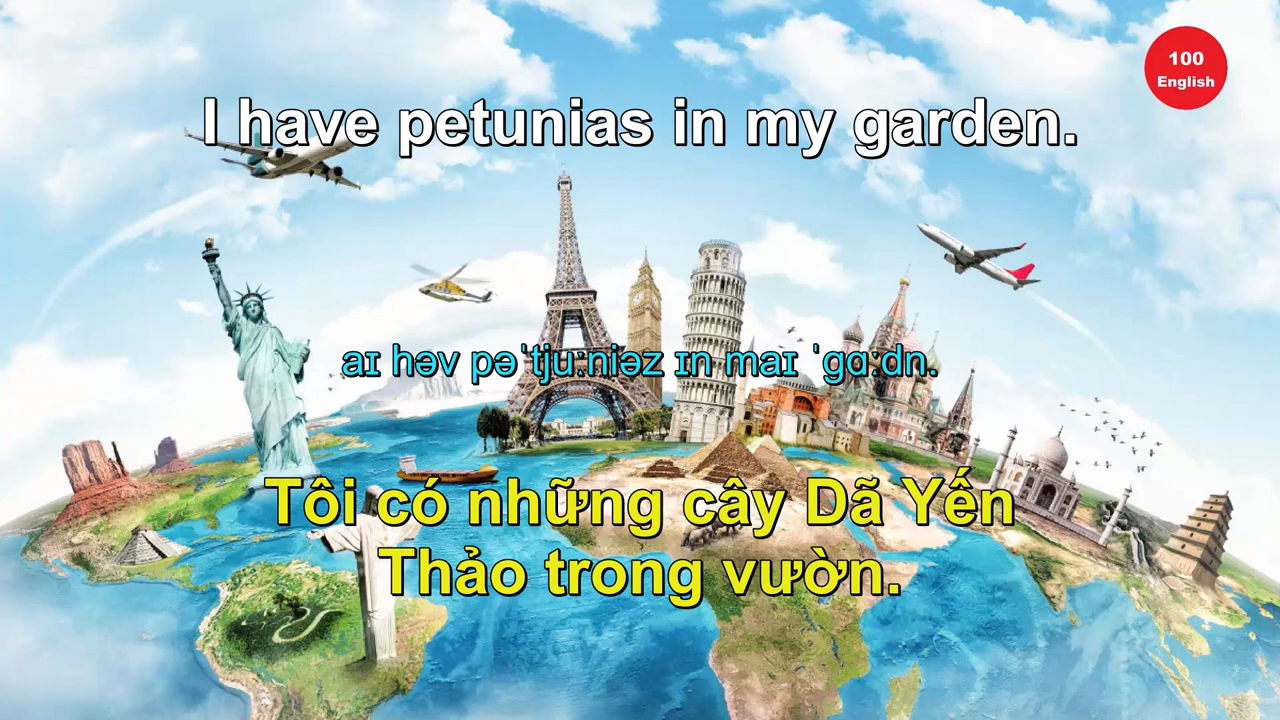 100
English
I have petunias in my garden.
aɪ həv pəˈtjuːniəz ɪn maɪ ˈgɑːdn.
Tôi có những cây Dã Yến
Thảo trong vườn.